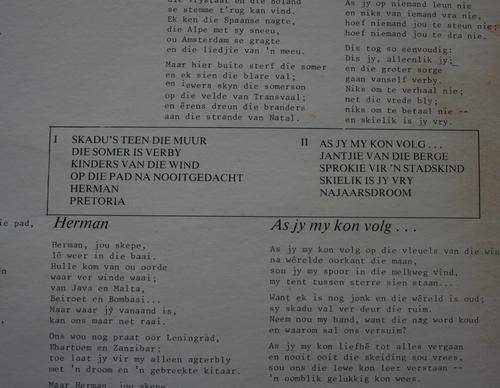 die Vrystaat en die Boland
se stemme t'rug kan vind.
Ek ken die Spaanse nagte,
die Alpe met sy sneeu,
ou Amsterdam se gragte
en die liedjie van 'n meeu.
Maar hier buite sterf die somer
en ek sien die blare val;
en iewers skyn die somerson
op die velde van Transvaal;
en êrens dreun die branders
aan die strande van Natal.
As jy op niemand leun nie
en niks van iemand vra nie,
hoef niemand jou te steun nie;
hoef niemand jou te dra nie.
Dis tog so eenvoudig:
Dis jy, alleenlik jy;
en die groter sorge
gaan vanself verby.
Niks om te verhaal nie;
net die vrede bly;
niks om te betaal nie --
en skielik is jy vry.
I SKADU'S TEEN DIE MUUR
DIE SOMER IS VERBY
KINDERS VAN DIE WIND
OP DIE PAD NA NOOITGEDACHT
HERMAN
PRETORIA
II AS JY MY KON VOLG . . .
JANTJIE VAN DIE BERGE
SPROKIE VIR 'N STADSKIND
SKIELIK IS JY VRY
NAJAARSDROOM
die pad,
Herman
Herman, jou skepe,
lê weer in die baai.
Hulle kom van ou oorde
waar ver winde waai;
van Java en Malta,
Beiroet en Bombaai...
Maar waar jý vanaand is,
kan ons maar net raai.
Ons wou nog praat oor Leningrád,
Khartoem en Zanzibar;
toe laat jy vir my alleen agterbly
met 'n droom en 'n gebreekte kitaar.
Maar Herman, jou skepe
As jy my kon volg . . .
As jy my kon volg op die vleuels van die wind
na wêrelde oorkant die maan,
sou jy my spoor in die melkweg vind,
my tent tussen sterre sien staan...
Want ek is nog jonk en die wêreld is oud;
sy skadu val ver deur die ruim.
Neem nou my hand, want die nag word koud
en waarom sal ons versuim?
As jy my kon liefhê tot alles vergaan
en nooit ooit die skeiding sou vrees,
sou ons die lewe kon leer verstaan --
'n oomblik gelukkig kon wees.